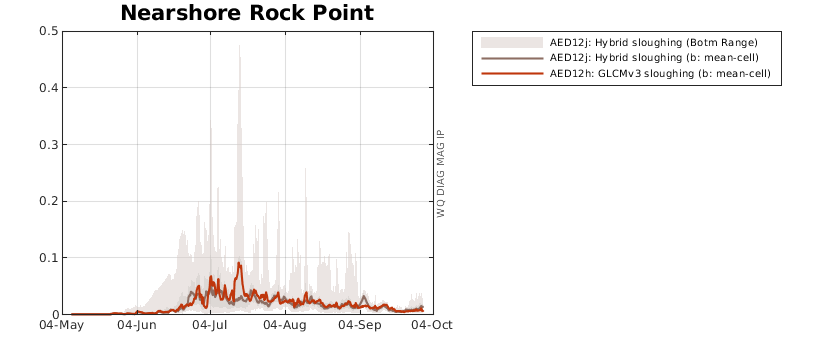 Nearshore Rock Point
0.5
0.4
0.3
0.2
0.1
0
04-May 04-Jun 04-Jul 04-Aug 04-Sep 04-Oct
WQ DIAG MAG IP
AED12j: Hybrid sloughing (Botm Range)
AED12j: Hybrid sloughing (b: mean-cell)
AED12h: GLCMv3 sloughing (b: mean-cell)